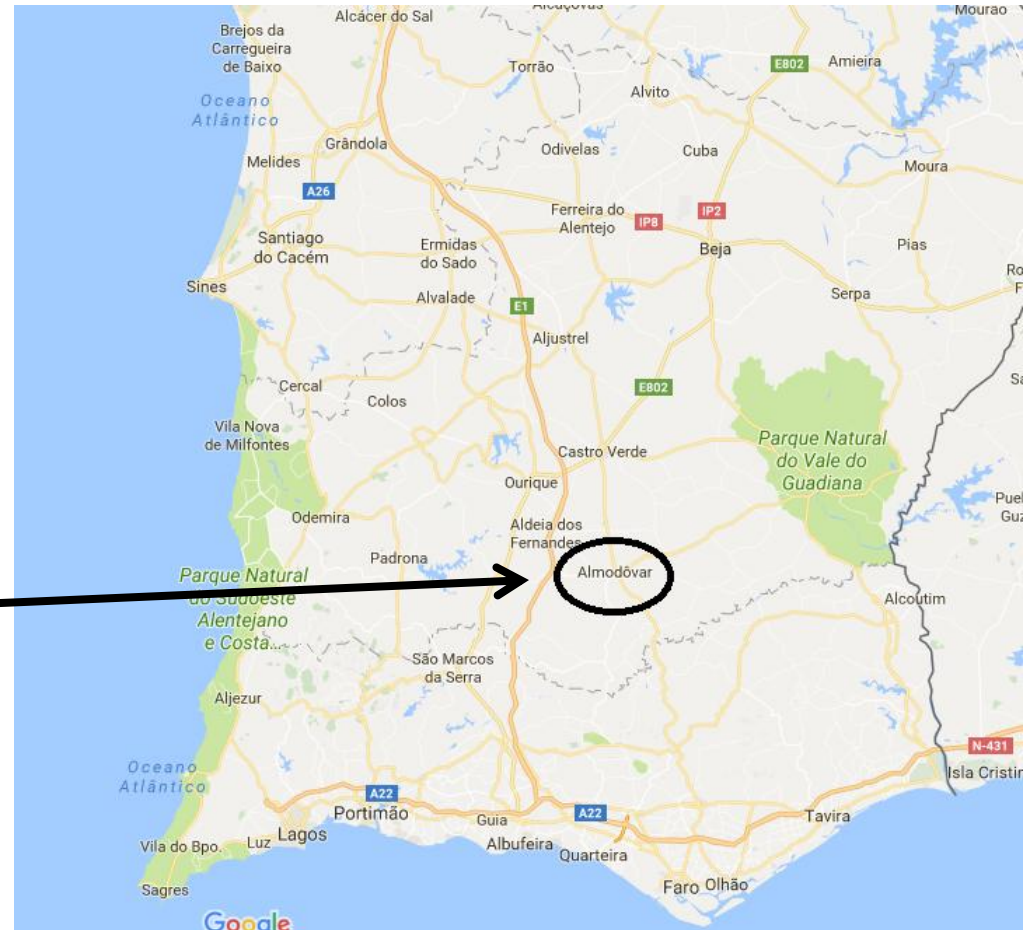 Alcácer do Sal
Mourão
Brejos da
Carregueira
de Baixo
Torrão
E802
Amieira
Alvito
Oceano
Atlântico
Grândola
Odivelas
Cuba
Melides
Moura
A26
Ferreira do
Alentejo
IP8
IP2
Santiago
do Cacém
Ermidas
do Sado
Beja
Pias
Sines
Serpa
Alvalade
E1
Aljustrel
Cercal
Colos
E802
Vila Nova
de Milfontes
Castro Verde
Parque Natural
do Vale do
Guadiana
Ourique
Odemira
Aldeia dos
Fernandes
Padrona
Almodôvar
Parque Natural
do Sudoeste
Alentejano
e Costa...
Alcoutim
São Marcos
da Serra
Aljezur
N-431
Oceano
Atlântico
Isla Cristin
A22
Portimão
Guia
A22
Tavira
Vila do Bpo.
Luz
Lagos
Albufeira
Quarteira
Sagres
Faro
Olhão
Google